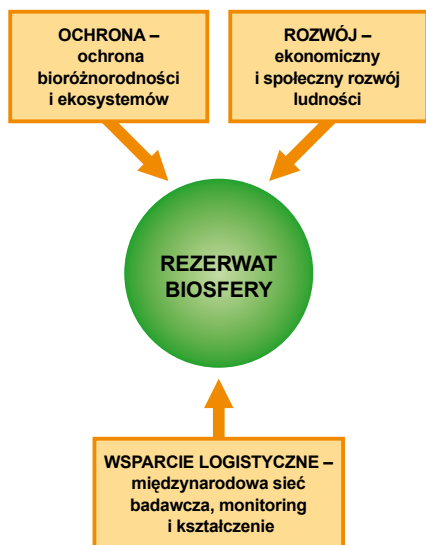 OCHRONA –
ochrona
bioróżnorodności
i ekosystemów
ROZWÓJ –
ekonomiczny
i społeczny rozwój
ludności
REZERWAT
BIOSFERY
WSPARCIE LOGISTYCZNE –
międzynarodowa sieć
badawcza, monitoring
i kształcenie